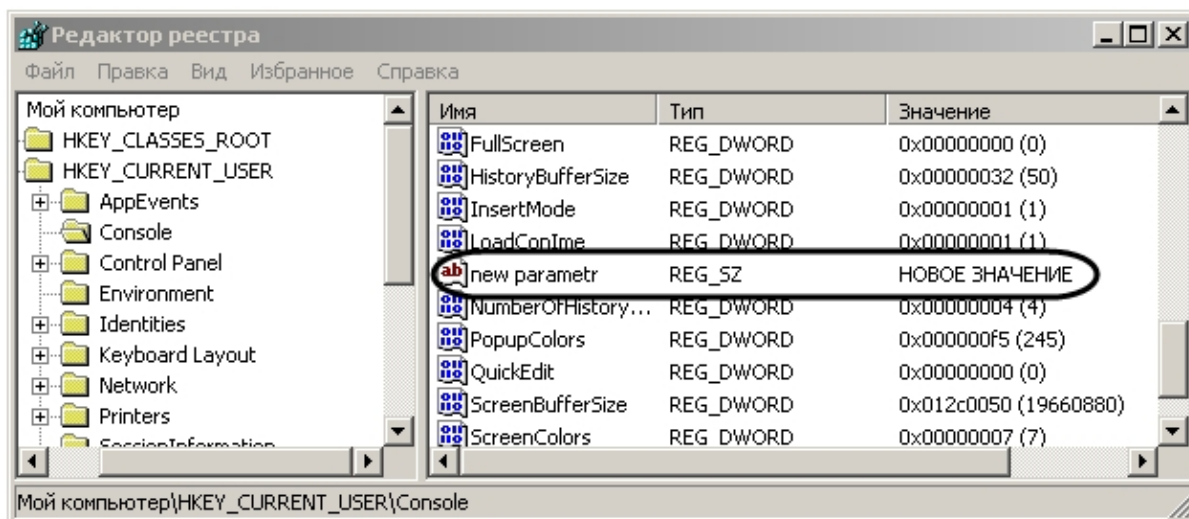 Редактор реестра
Файл Правка Вид Избранное Справка
Мой компьютер
HKEY_CLASSES_ROOT
HKEY_CURRENT_USER
AppEvents
Console
Control Panel
Environment
Identities
Keyboard Layout
Network
Printers
SessionInformation
Имя Тип Значение
FullScreen REG_DWORD 0x00000000 (0)
HistoryBufferSize REG_DWORD 0x00000032 (50)
InsertMode REG_DWORD 0x00000001 (1)
LoadConIme REG_DWORD 0x00000001 (1)
ab new parametr REG_SZ НОВОЕ ЗНАЧЕНИЕ
NumberOfHistory... REG_DWORD 0x00000004 (4)
PopupColors REG_DWORD 0x000000f5 (245)
QuickEdit REG_DWORD 0x00000000 (0)
ScreenBufferSize REG_DWORD 0x012c0050 (19660880)
ScreenColors REG_DWORD 0x00000007 (7)
Мой компьютер\HKEY_CURRENT_USER\Console